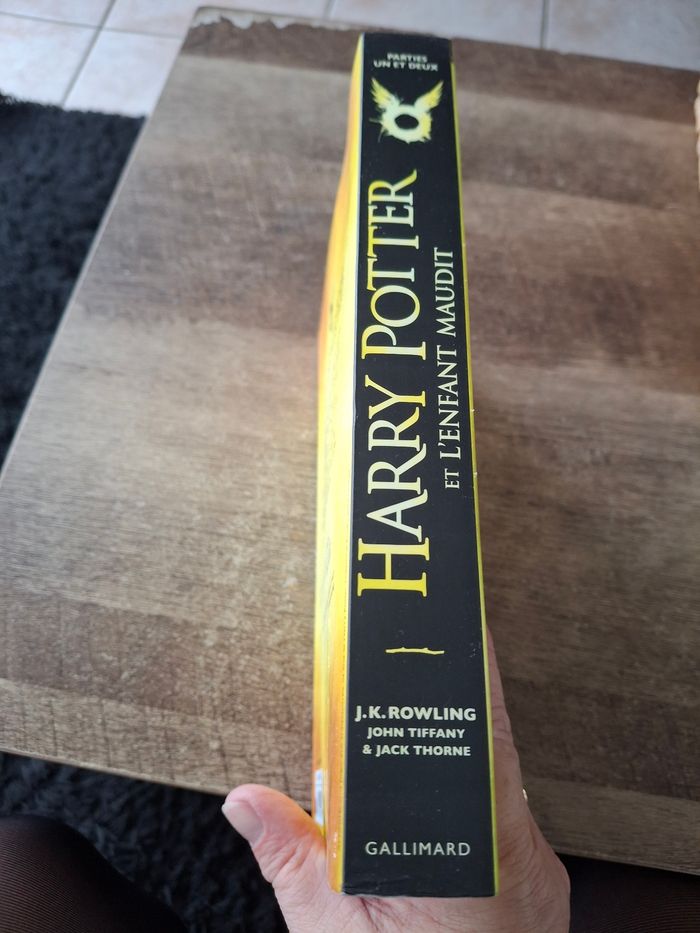 PARTIES
UN ET DEUX
HARRY POTTER
ET L'ENFANT MAUDIT
J.K. ROWLING
JOHN TIFFANY
& JACK THORNE
GALLIMARD